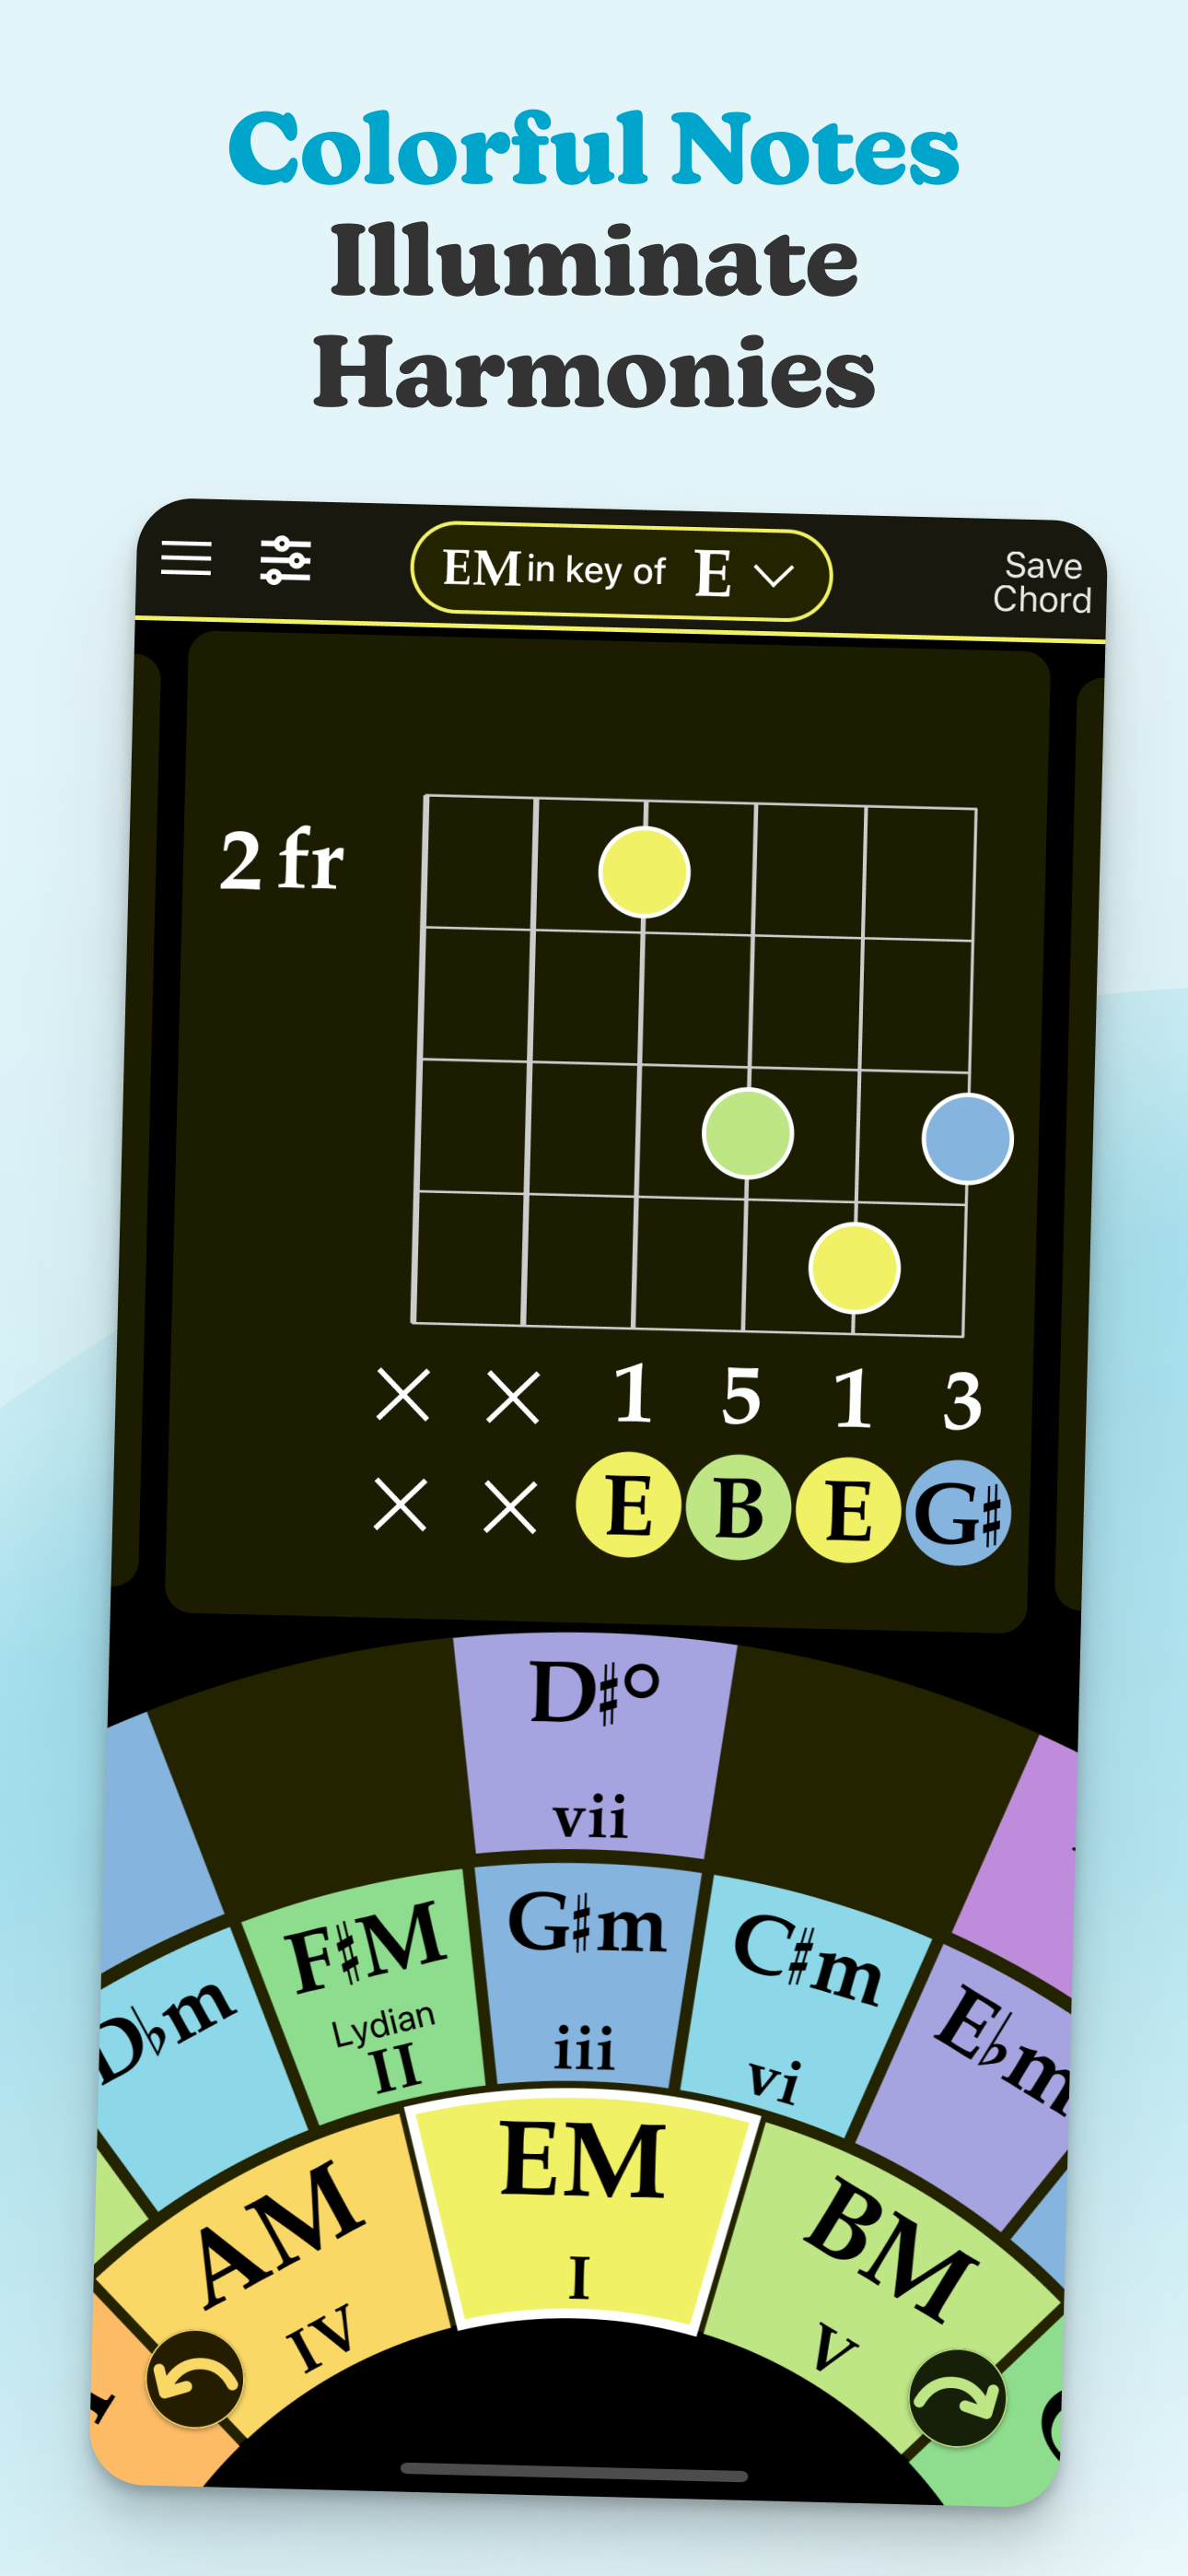 Colorful Notes
Illuminate
Harmonies
EM in key of E
Save
Chord
2 fr
× × 1 5 1 3
× × E B E G♯
D♯°
vii
F♯M
Lydian
II
G♯m
iii
C♯m
vi
D♭m
E♭m
AM
IV
EM
I
BM
V